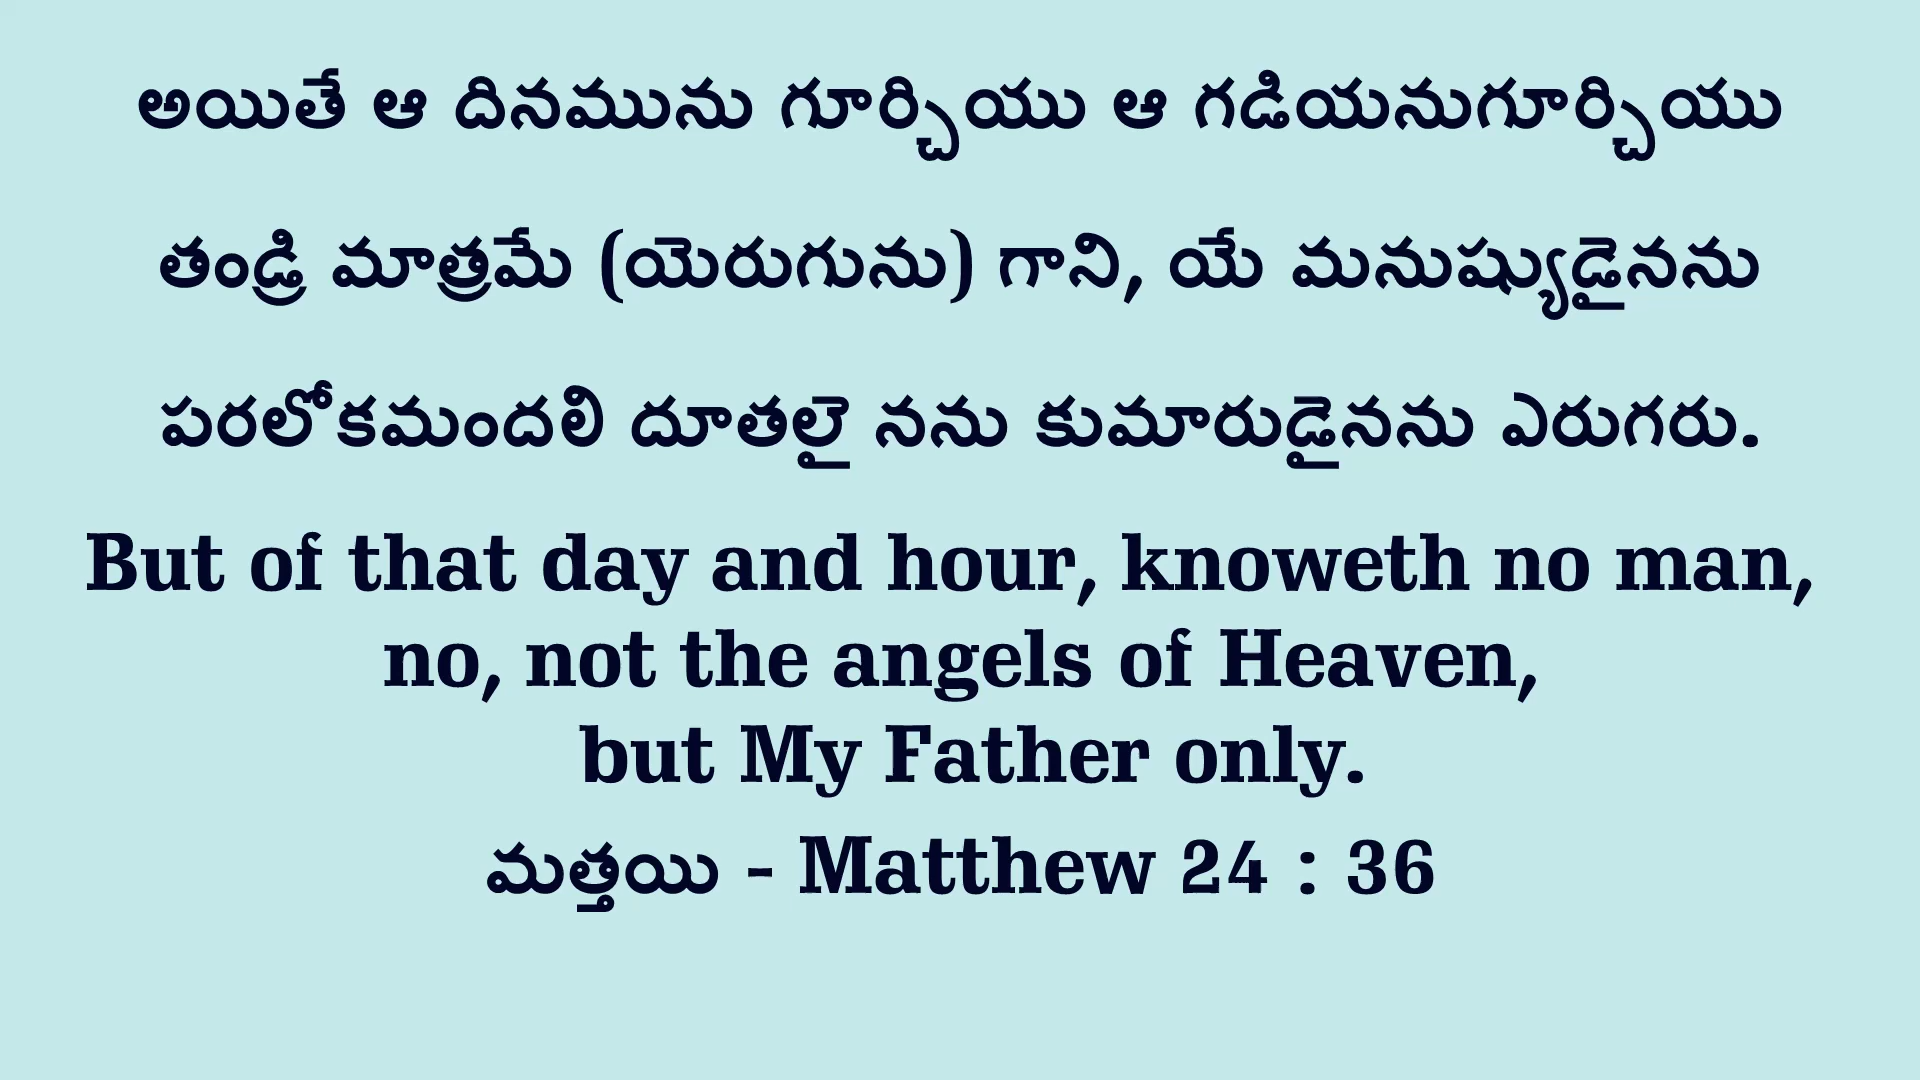 అయితే ఆ దినమును గూర్చియు ఆ గడియనుగూర్చియు
తండ్రి మాత్రమే (యెరుగును) గాని, యే మనుష్యుడైనను
పరలోకమందలి దూతలై నను కుమారుడైనను ఎరుగరు.
But of that day and hour, knoweth no man,
no, not the angels of Heaven,
but My Father only.
మత్తయి - Matthew 24 : 36